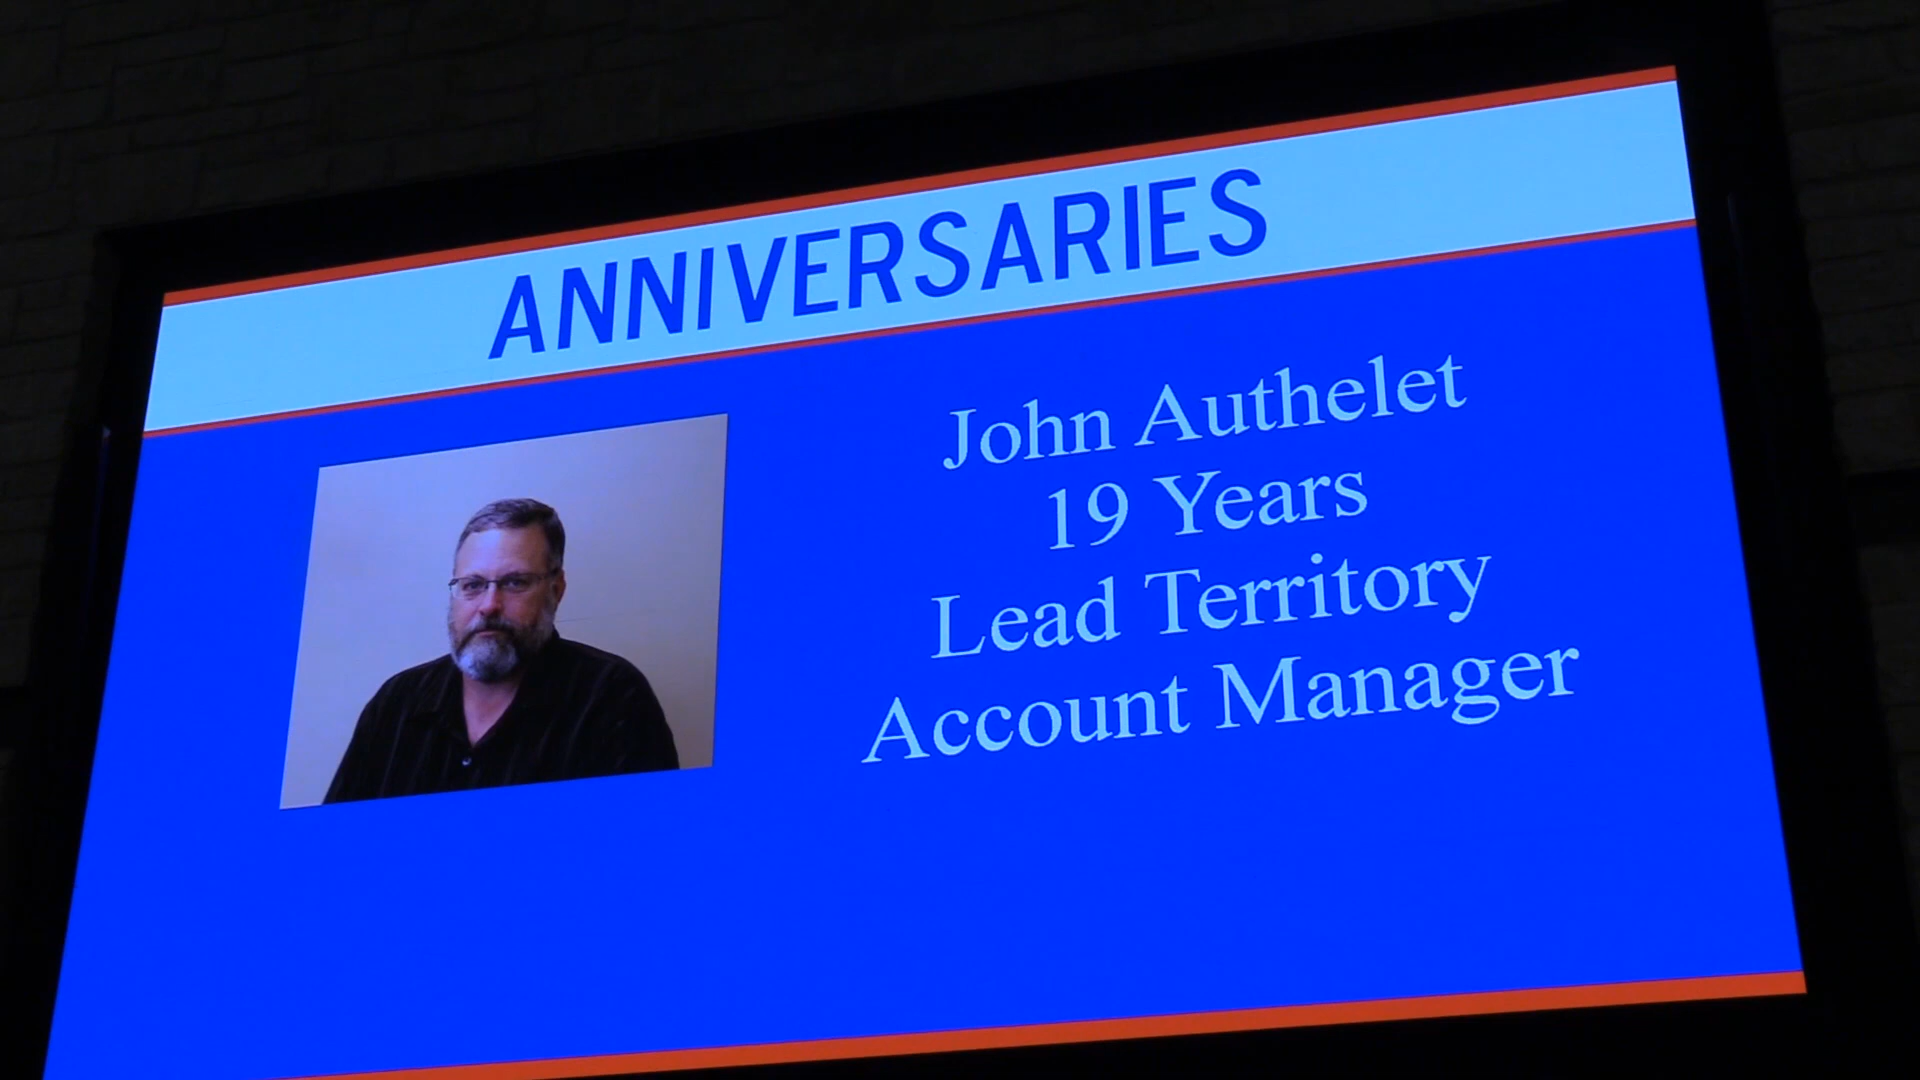 ANNIVERSARIES
John Authelet
19 Years
Lead Territory
Account Manager